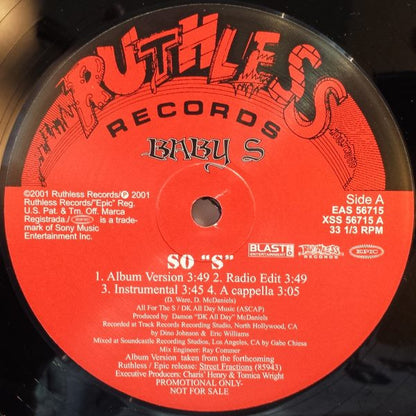 RUTHLESS
RECORDS
BABY S
©2001 Ruthless Records/℗ 2001
Ruthless Records/"Epic" Reg.
U.S. Pat. & Tm. Off. Marca
Registrada./ EPIC is a trade-
mark of Sony Music
Entertainment Inc.
Side A
EAS 56715
XSS 56715 A
33 1/3 RPM
BLAST
ENTERTAINMENT
RUTHLESS
RECORDS
EPIC
SO "S"
1. Album Version 3:49 2. Radio Edit 3:49
3. Instrumental 3:45 4. A cappella 3:05
(D. Ware, D. McDaniels)
All For The S / DK All Day Music (ASCAP)
Produced by Damon "DK All Day" McDaniels
Recorded at Track Records Recording Studio, North Hollywood, CA
by Dino Johnson & Eric Williams
Mixed at Soundcastle Recording Studios, Los Angeles, CA by Gabe Chiesa
Mix Engineer: Ray Commer
Album Version taken from the forthcoming
Ruthless / Epic release: Street Fractions (85943)
Executive Producers: Charis' Henry & Tomica Wright
PROMOTIONAL ONLY-
NOT FOR SALE